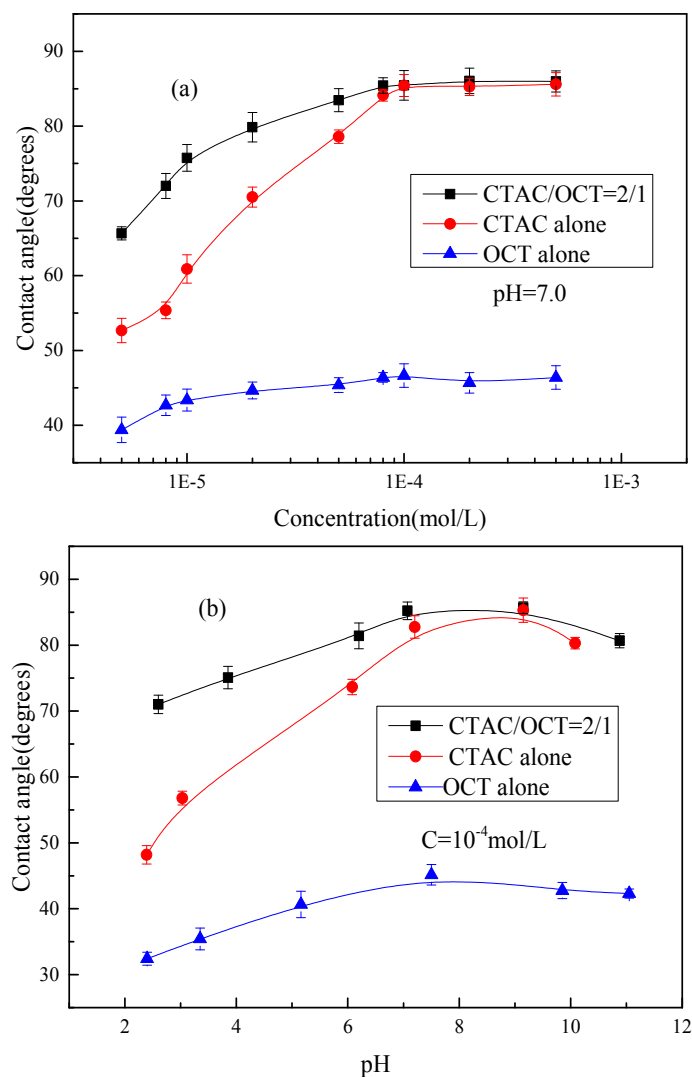 90
(a)
80
70
CTAC/OCT=2/1
CTAC alone
OCT alone
60
pH=7.0
50
40
Contact angle(degrees)
1E-5 1E-4 1E-3
Concentration(mol/L)
90
(b)
80
70
CTAC/OCT=2/1
CTAC alone
OCT alone
60
50
C=10⁻⁴mol/L
40
30
Contact angle(degrees)
2 4 6 8 10 12
pH